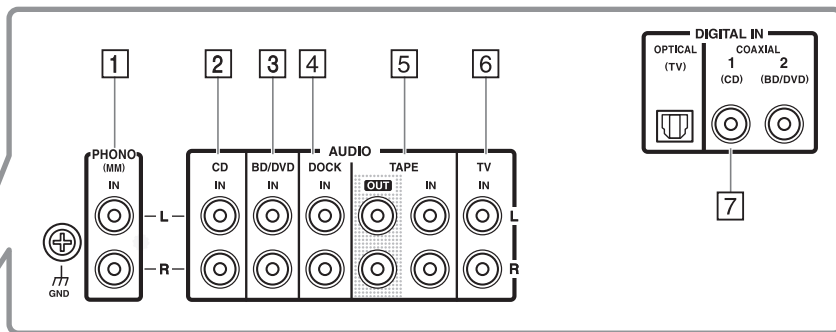 DIGITAL IN
OPTICAL COAXIAL
(TV) 1 2
(CD) (BD/DVD)
1 2 3 4 5 6
7
AUDIO
PHONO CD BD/DVD DOCK TAPE TV
(MM)
IN IN IN IN OUT IN IN
L L
R R
GND